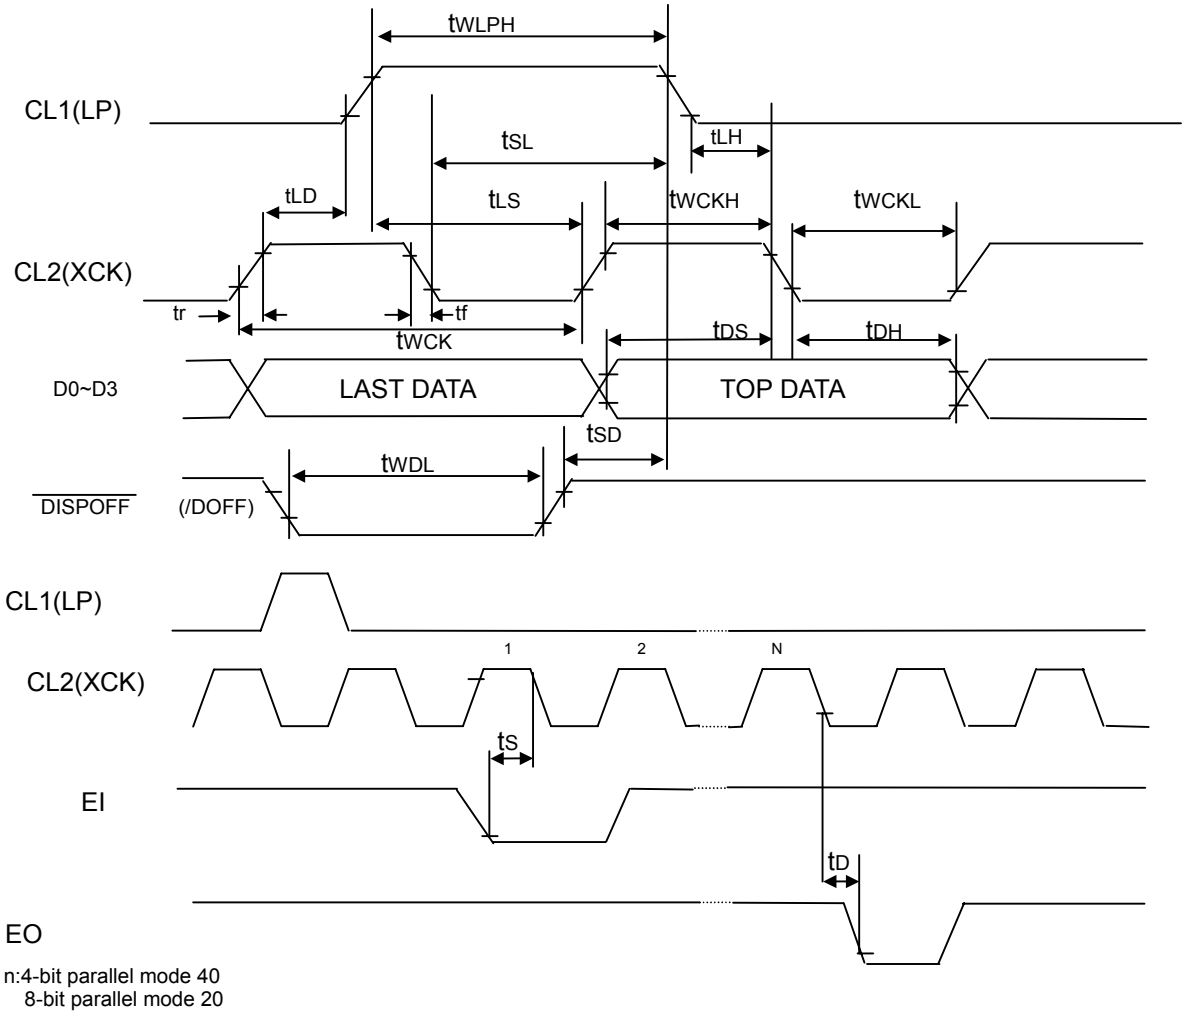 tWLPH
CL1(LP)
tSL
tLH
tLD
tLS
tWCKH
tWCKL
CL2(XCK)
tr
tf
tWCK
tDS
tDH
D0~D3
LAST DATA
TOP DATA
tSD
tWDL
DISPOFF (/DOFF)
CL1(LP)
1 2 N
CL2(XCK)
tS
EI
tD
EO
n:4-bit parallel mode 40
8-bit parallel mode 20